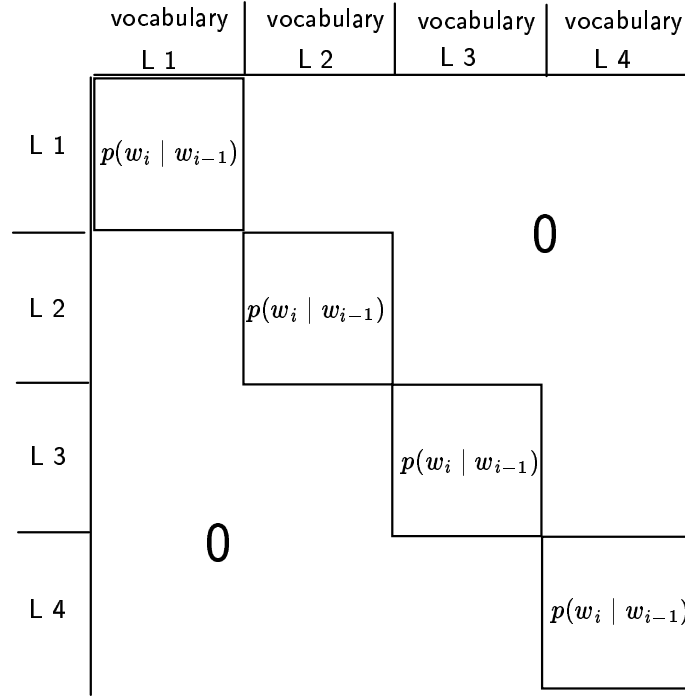 vocabulary vocabulary vocabulary vocabulary
L 1 L 2 L 3 L 4
L 1 p(w_i | w_{i-1})
0
L 2 p(w_i | w_{i-1})
L 3 p(w_i | w_{i-1})
0
L 4 p(w_i | w_{i-1})